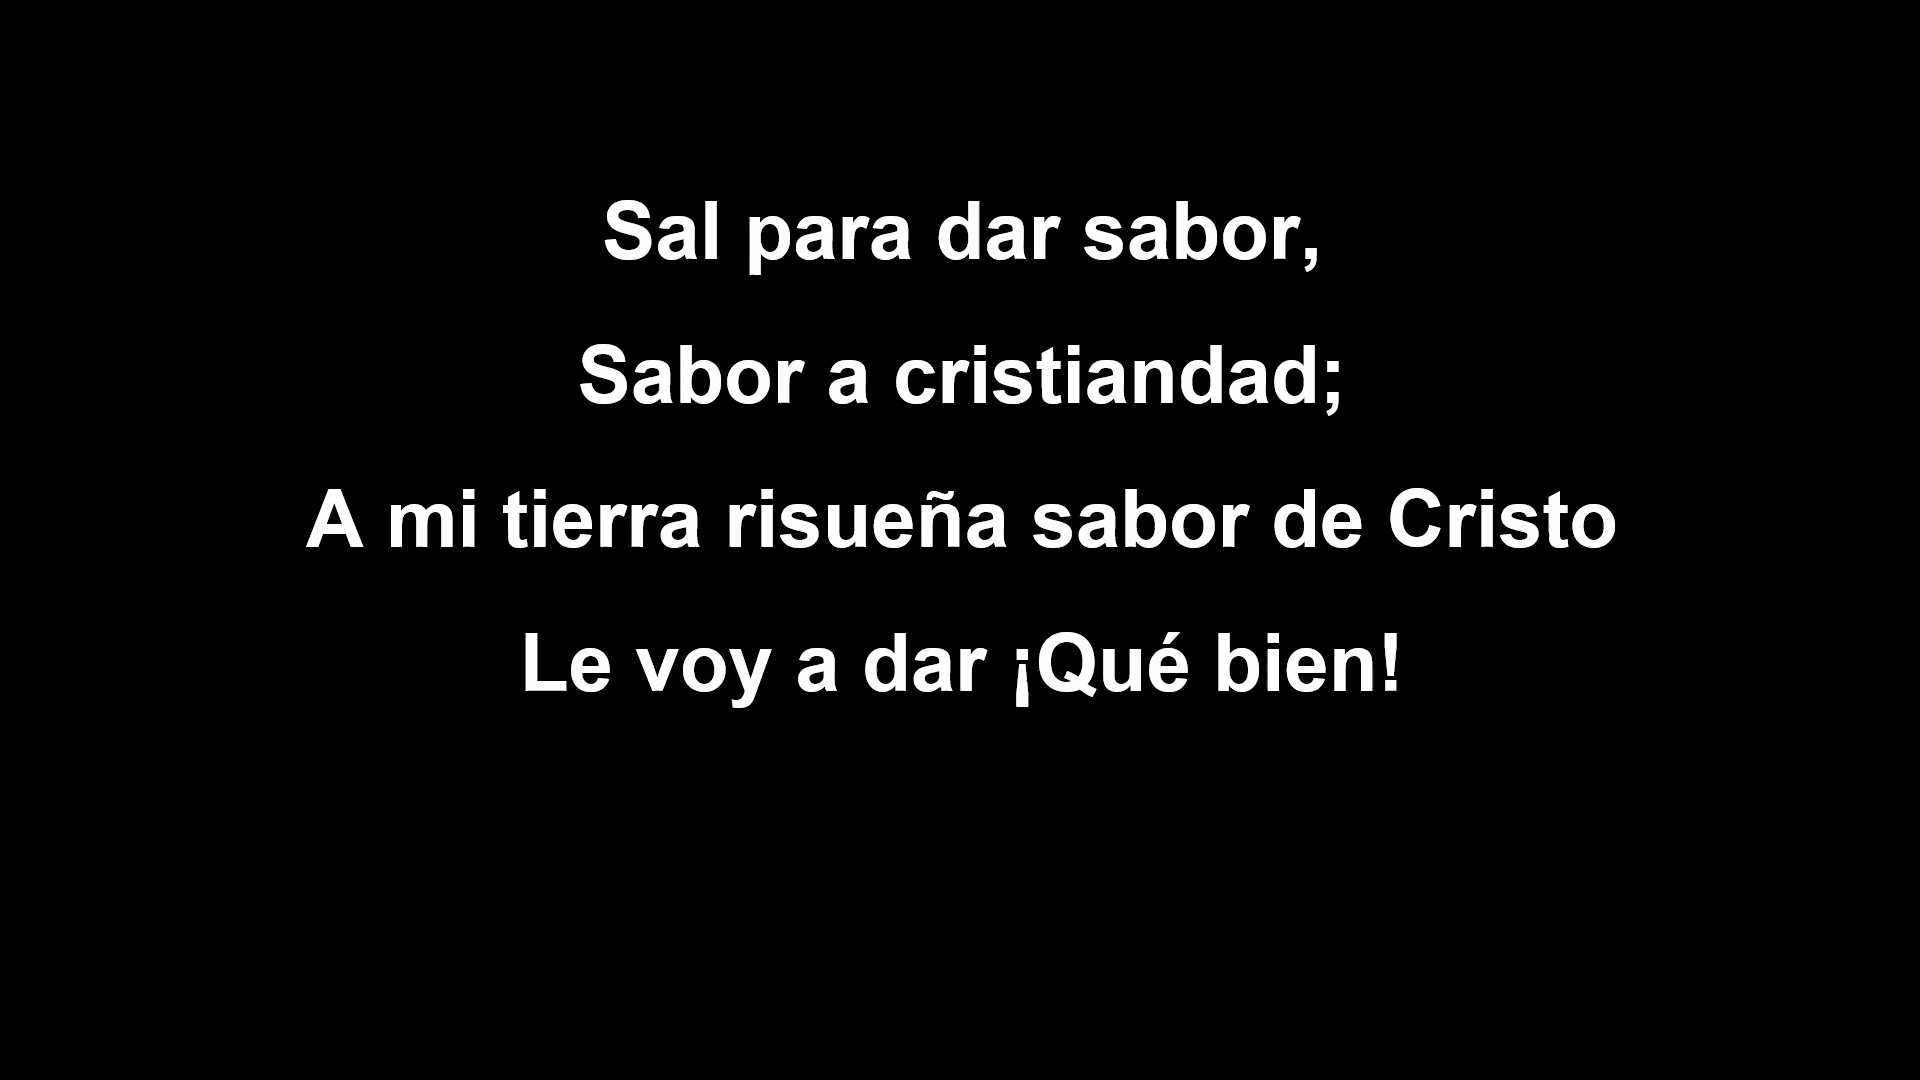 Sal para dar sabor,
Sabor a cristiandad;
A mi tierra risueña sabor de Cristo
Le voy a dar ¡Qué bien!